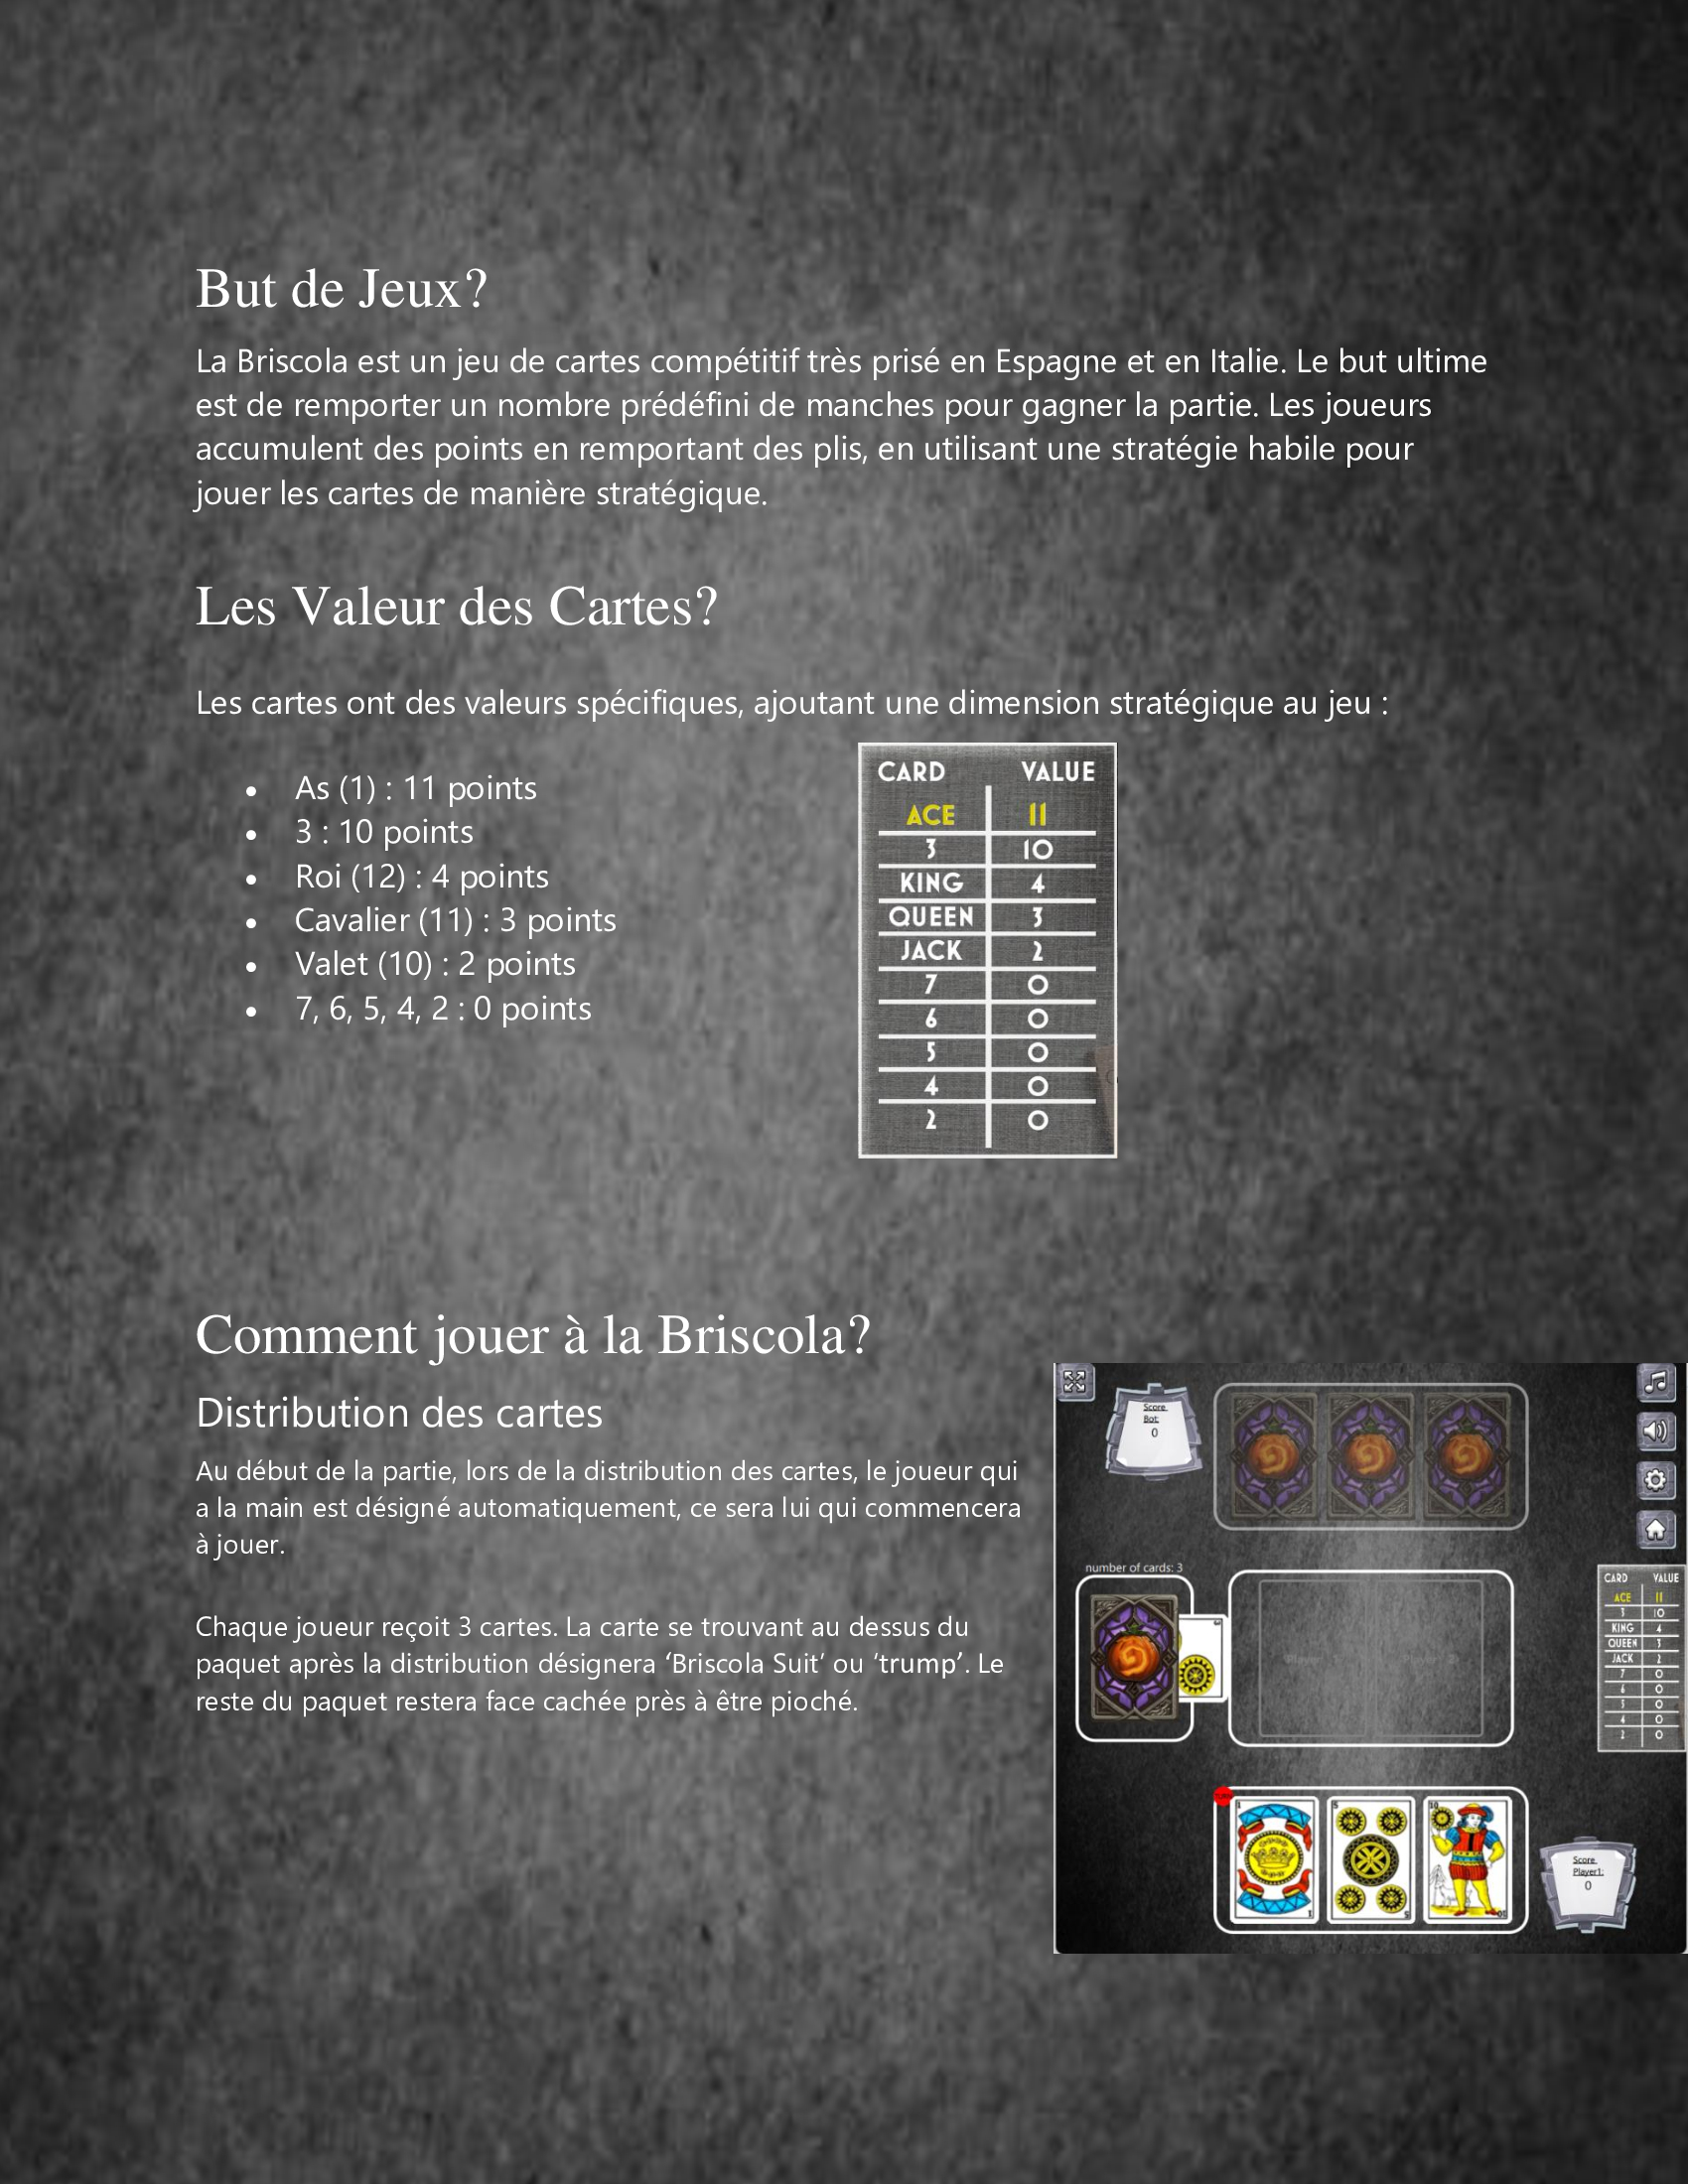 But de Jeux?
La Briscola est un jeu de cartes compétitif très prisé en Espagne et en Italie. Le but ultime
est de remporter un nombre prédéfini de manches pour gagner la partie. Les joueurs
accumulent des points en remportant des plis, en utilisant une stratégie habile pour
jouer les cartes de manière stratégique.
Les Valeur des Cartes?
Les cartes ont des valeurs spécifiques, ajoutant une dimension stratégique au jeu :
• As (1) : 11 points
• 3 : 10 points
• Roi (12) : 4 points
• Cavalier (11) : 3 points
• Valet (10) : 2 points
• 7, 6, 5, 4, 2 : 0 points
CARD VALUE
ACE 11
3 10
KING 4
QUEEN 3
JACK 2
7 0
6 0
5 0
4 0
2 0
Comment jouer à la Briscola?
Distribution des cartes
Au début de la partie, lors de la distribution des cartes, le joueur qui
a la main est désigné automatiquement, ce sera lui qui commencera
à jouer.
Chaque joueur reçoit 3 cartes. La carte se trouvant au dessus du
paquet après la distribution désignera ‘Briscola Suit’ ou ‘trump’. Le
reste du paquet restera face cachée près à être pioché.
Score
Bot:
0
number of cards: 3
CARD VALUE
ACE 11
3 10
KING 4
QUEEN 3
JACK 2
7 0
6 0
5 0
4 0
2 0
1 5 10
1 5 10
Score
Player1:
0